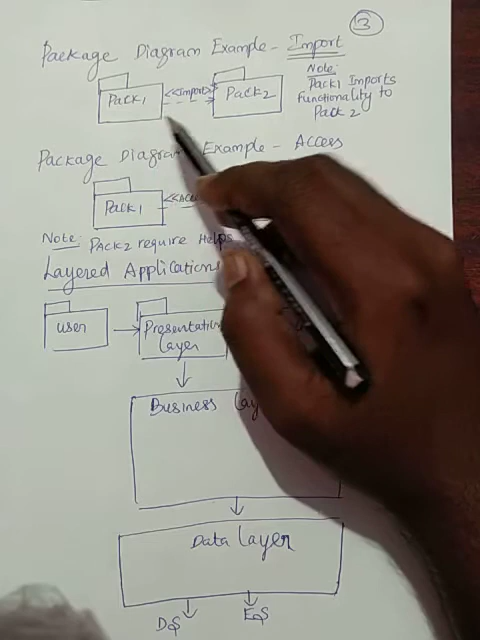 3
Package Diagram Example - Import
Pack1
<<Import>>
Pack2
Note:
Pack1 Imports
Functionality to
Pack 2
Package Diagram Example - Access
Pack1
Note: Pack2 require Helps
Layered Application
user
Presentation
Layer
Business
Data Layer
DS
ES